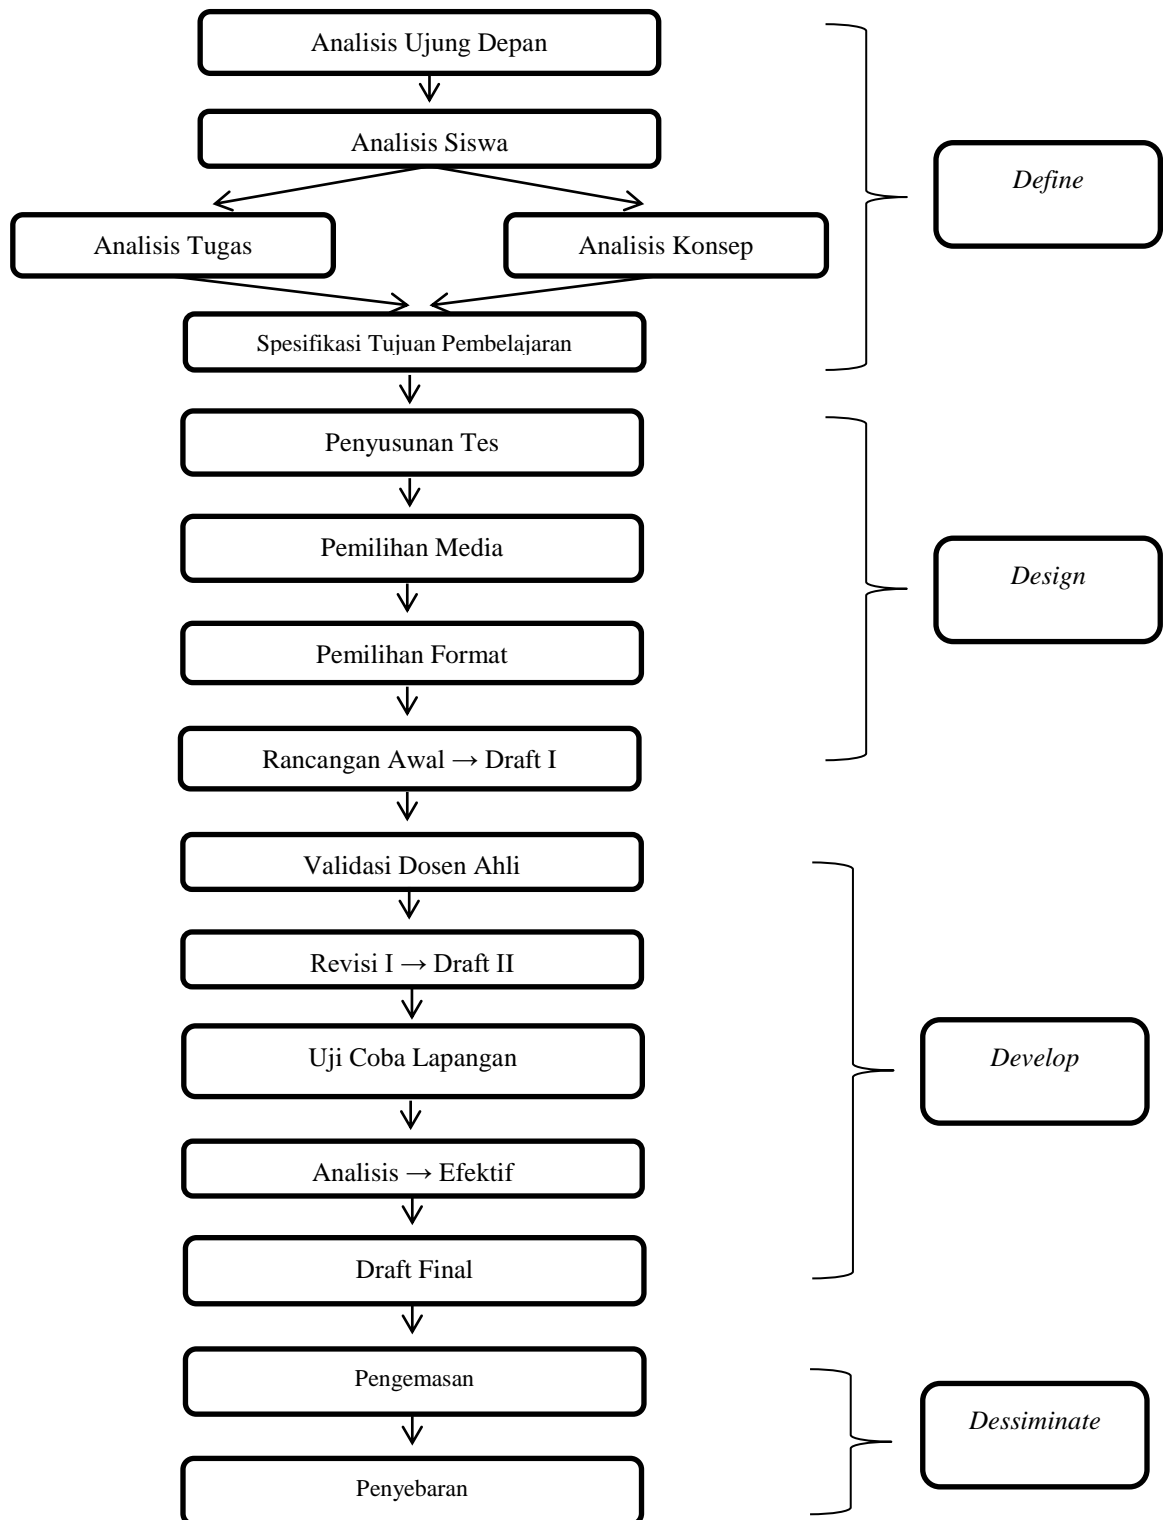 Analisis Ujung Depan
Analisis Siswa
Define
Analisis Tugas
Analisis Konsep
Spesifikasi Tujuan Pembelajaran
Penyusunan Tes
Pemilihan Media
Design
Pemilihan Format
Rancangan Awal → Draft I
Validasi Dosen Ahli
Revisi I → Draft II
Uji Coba Lapangan
Develop
Analisis → Efektif
Draft Final
Pengemasan
Dessiminate
Penyebaran